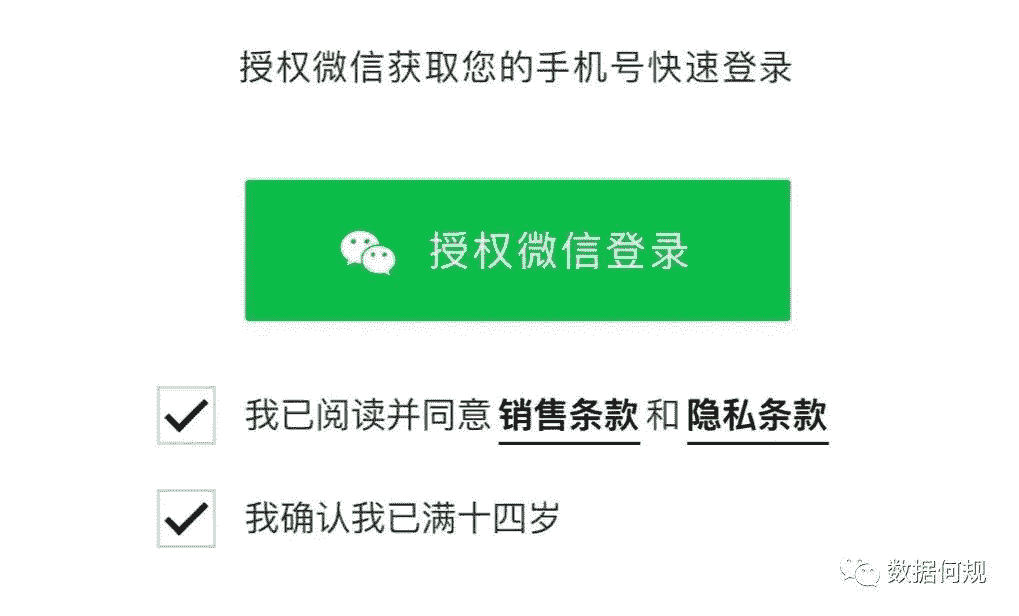 授权微信获取您的手机号快速登录
授权微信登录
我已阅读并同意 销售条款 和 隐私条款
我确认我已满十四岁
数据何规